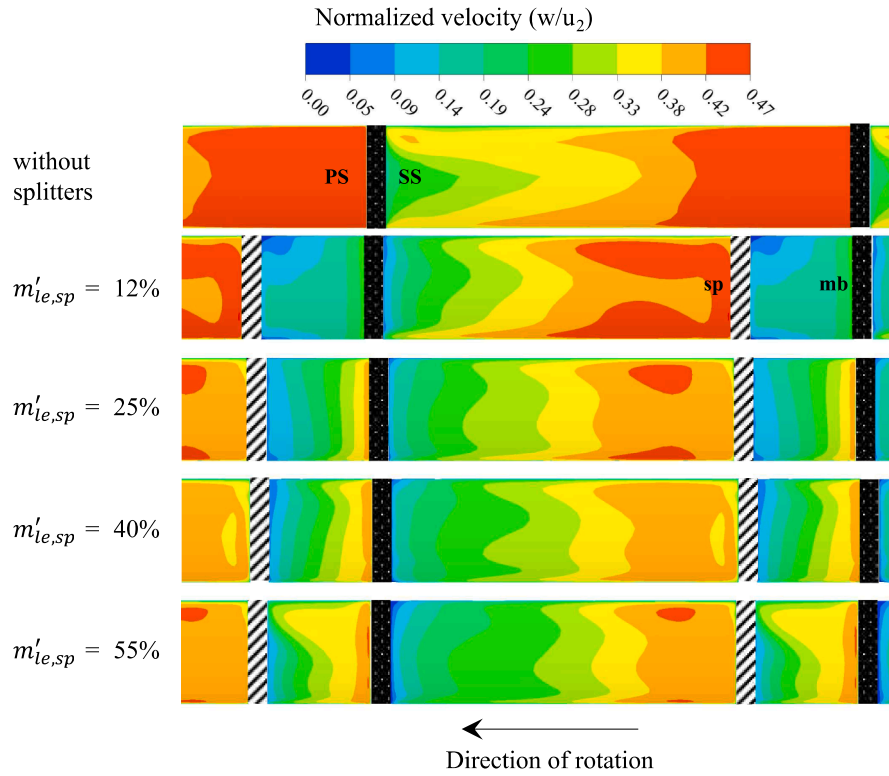 Normalized velocity (w/u₂)
0.00 0.05 0.09 0.14 0.19 0.24 0.28 0.33 0.38 0.42 0.47
without
splitters
PS SS
m′le,sp = 12%
sp mb
m′le,sp = 25%
m′le,sp = 40%
m′le,sp = 55%
Direction of rotation